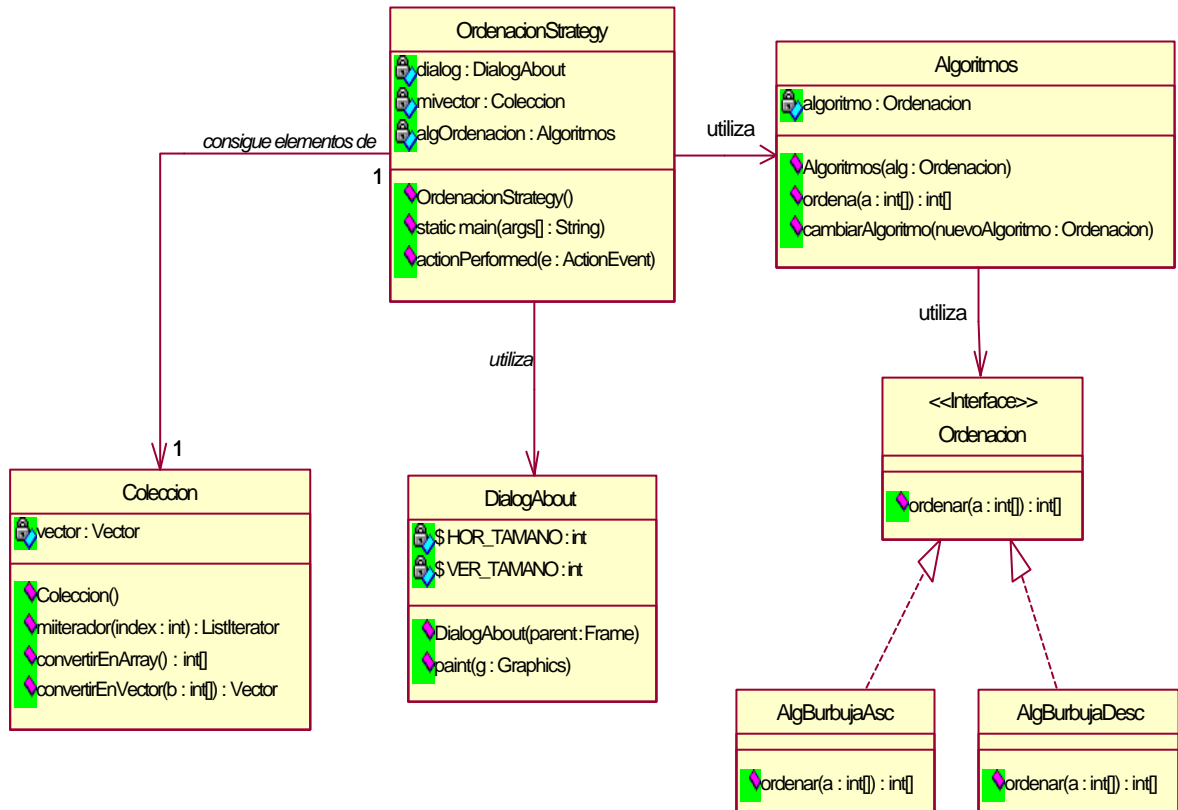 OrdenacionStrategy
dialog : DialogAbout
mivector : Coleccion
algOrdenacion : Algoritmos
OrdenacionStrategy()
static main(args[] : String)
actionPerformed(e : ActionEvent)
utiliza
Algoritmos
algoritmo : Ordenacion
Algoritmos(alg : Ordenacion)
ordena(a : int[]) : int[]
cambiarAlgoritmo(nuevoAlgoritmo : Ordenacion)
consigue elementos de
1
1
utiliza
utiliza
<<Interface>>
Ordenacion
ordenar(a : int[]) : int[]
Coleccion
vector : Vector
Coleccion()
miiterador(index : int) : ListIterator
convertirEnArray() : int[]
convertirEnVector(b : int[]) : Vector
DialogAbout
$ HOR_TAMANO : int
$ VER_TAMANO : int
DialogAbout(parent : Frame)
paint(g : Graphics)
AlgBurbujaAsc
ordenar(a : int[]) : int[]
AlgBurbujaDesc
ordenar(a : int[]) : int[]